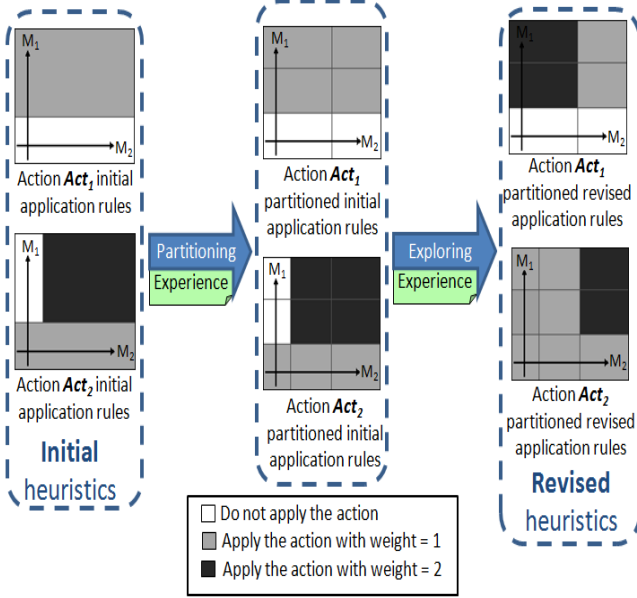 M1
M2
Action Act1 initial
application rules
M1
M2
Action Act2 initial
application rules
Initial
heuristics
Partitioning
Experience
M1
M2
Action Act1
partitioned initial
application rules
M1
M2
Action Act2
partitioned initial
application rules
Exploring
Experience
M1
M2
Action Act1
partitioned revised
application rules
M1
M2
Action Act2
partitioned revised
application rules
Revised
heuristics
Do not apply the action
Apply the action with weight = 1
Apply the action with weight = 2